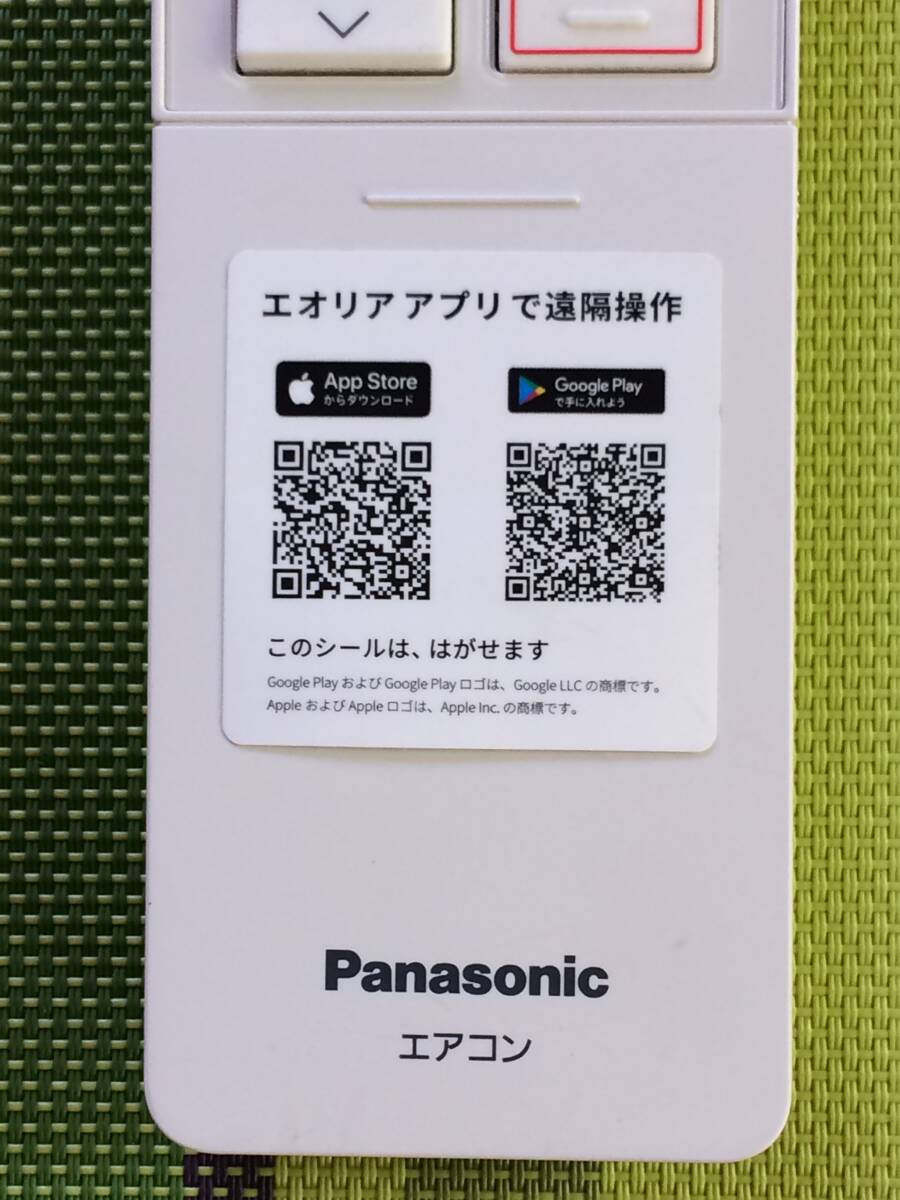 エオリア アプリで遠隔操作
App Store
からダウンロード
Google Play
で手に入れよう
このシールは、はがせます
Google Play および Google Play ロゴは、Google LLC の商標です。
Apple および Apple ロゴは、Apple Inc. の商標です。
Panasonic
エアコン